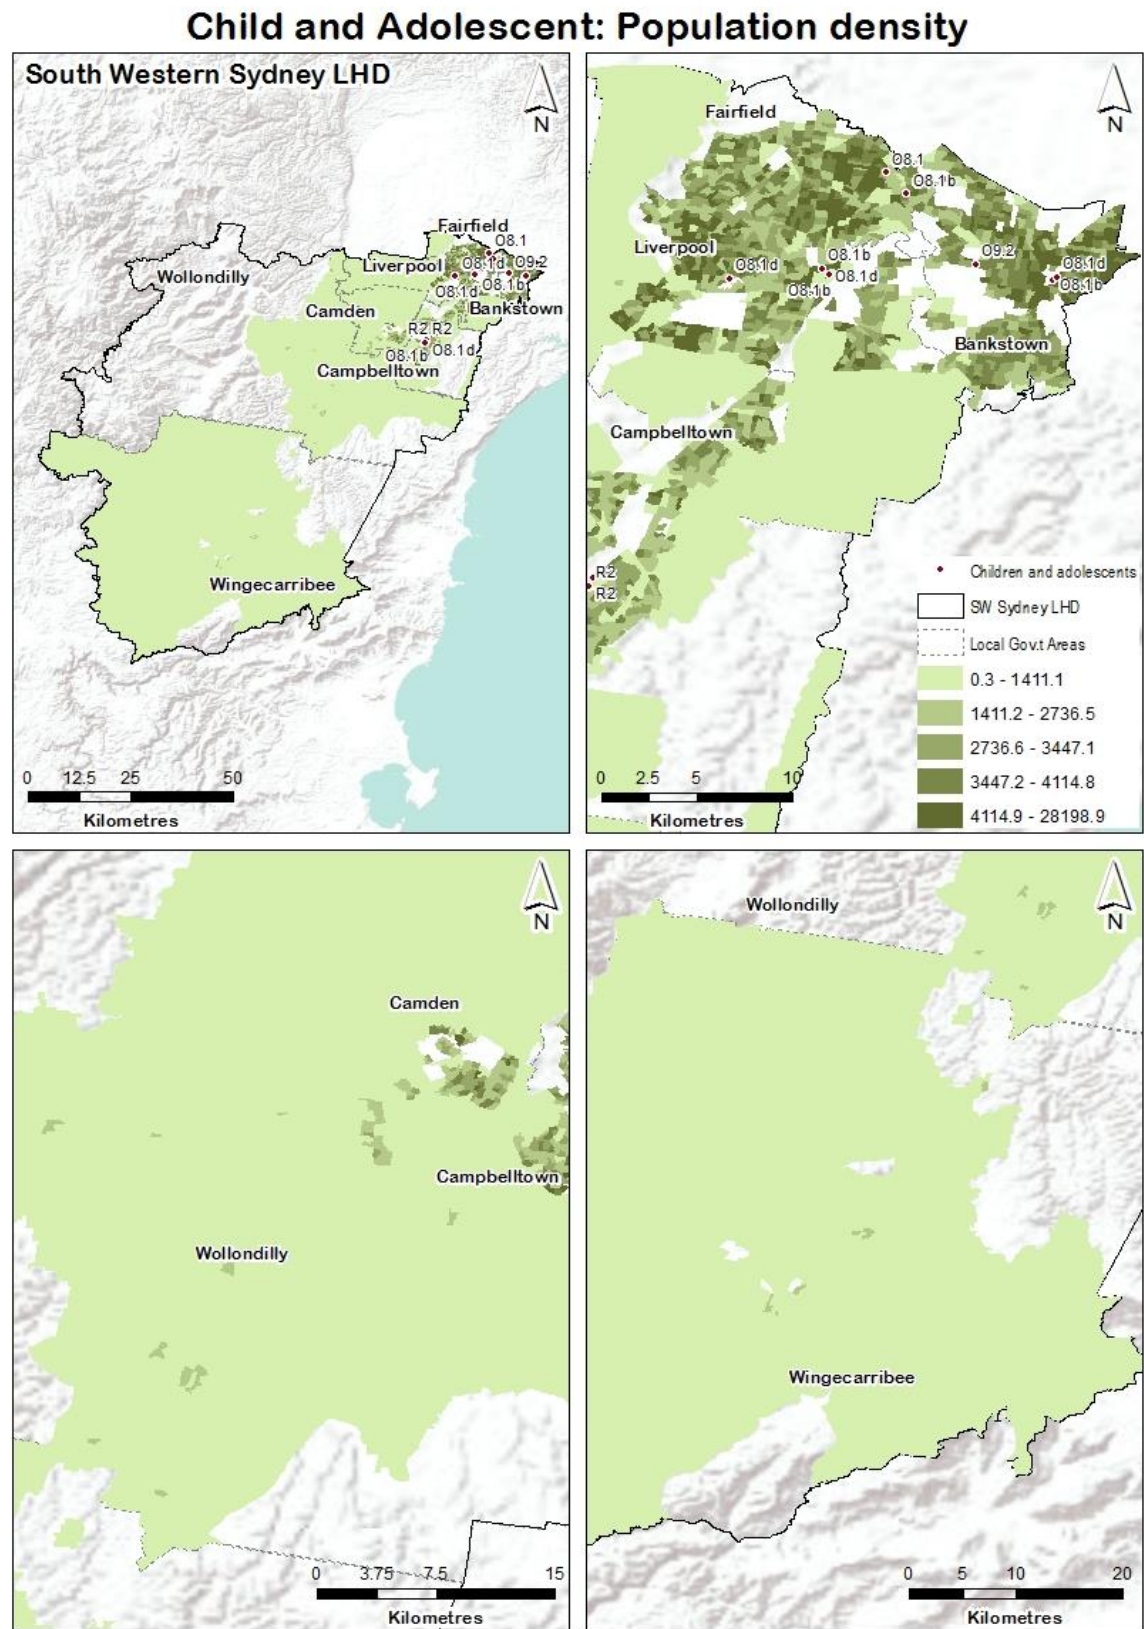 Child and Adolescent: Population density
South Western Sydney LHD
N
Fairfield
O8.1
Wollondilly
Liverpool
O8.1d
O9.2
O8.1d
O8.1b
Camden
Bankstown
R2 R2
O8.1b
O8.1d
Campbelltown
Wingecarribee
0 12.5 25 50
Kilometres
N
Fairfield
O8.1
O8.1b
Liverpool
O8.1b
O9.2
O8.1d
O8.1d
O8.1d
O8.1b
O8.1b
Bankstown
Campbelltown
R2
R2
Children and adolescents
SW Sydney LHD
Local Gov.t Areas
0.3 - 1411.1
1411.2 - 2736.5
2736.6 - 3447.1
3447.2 - 4114.8
4114.9 - 28198.9
0 2.5 5 10
Kilometres
N
Camden
Campbelltown
Wollondilly
0 3.75 7.5 15
Kilometres
N
Wollondilly
Wingecarribee
0 5 10 20
Kilometres